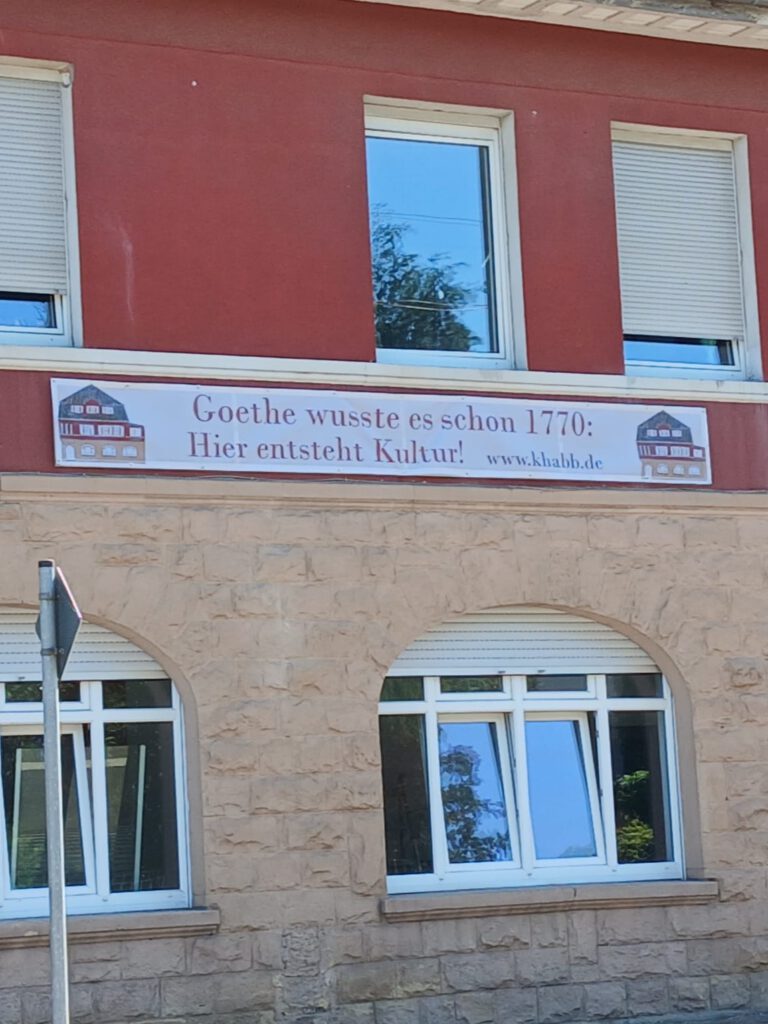 Goethe wusste es schon 1770:
Hier entsteht Kultur! www.khabb.de